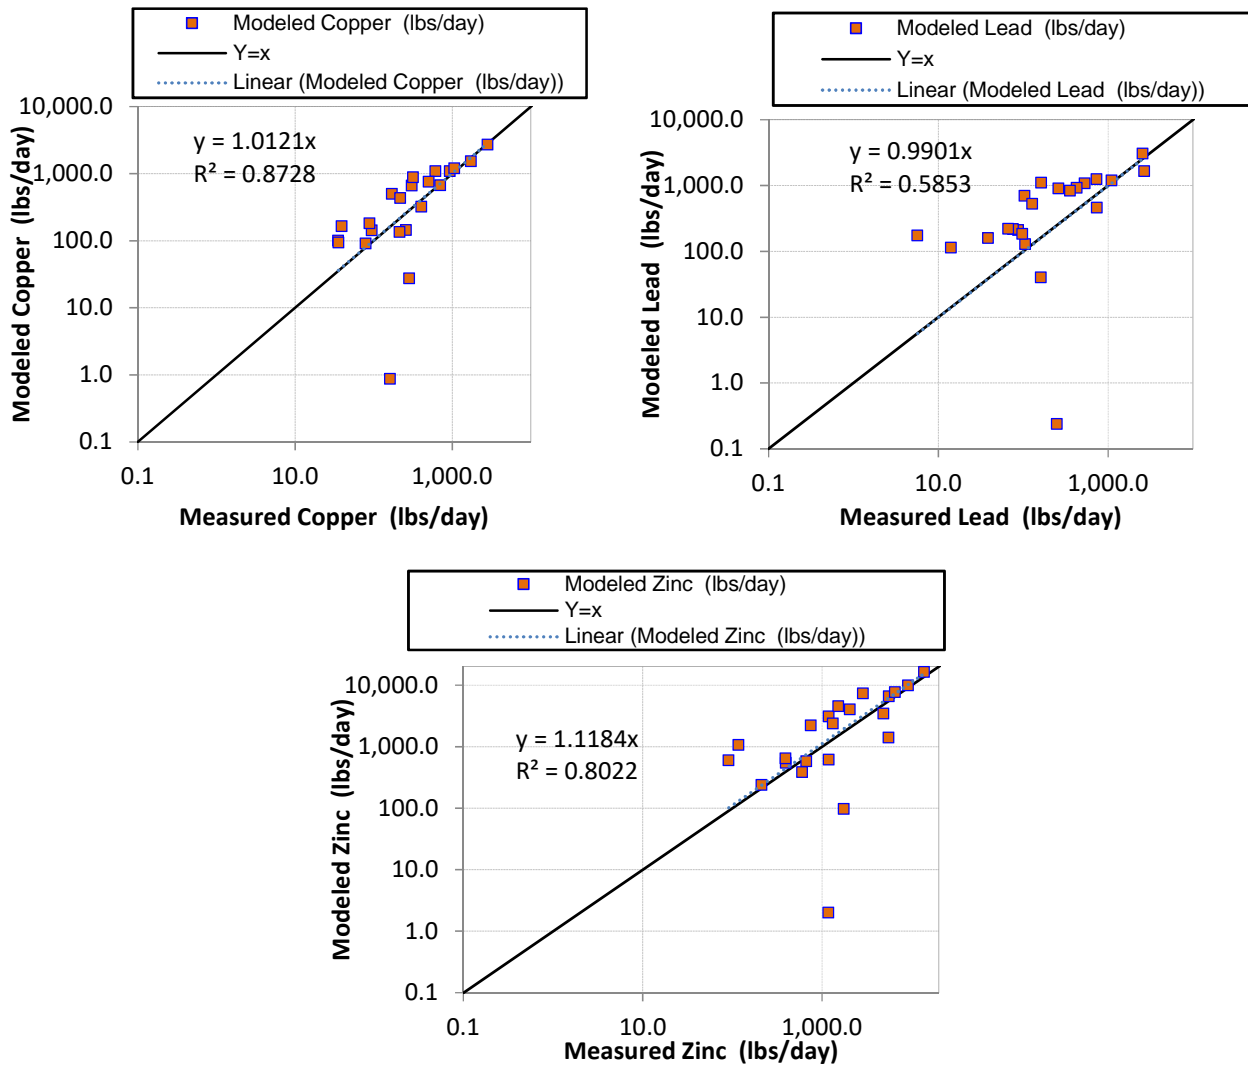 Modeled Copper (lbs/day)
Y=x
Linear (Modeled Copper (lbs/day))
10,000.0
1,000.0
100.0
10.0
1.0
0.1
y = 1.0121x
R² = 0.8728
Modeled Copper (lbs/day)
0.1
10.0
1,000.0
Measured Copper (lbs/day)
Modeled Lead (lbs/day)
Y=x
Linear (Modeled Lead (lbs/day))
10,000.0
1,000.0
100.0
10.0
1.0
0.1
y = 0.9901x
R² = 0.5853
Modeled Lead (lbs/day)
0.1
10.0
1,000.0
Measured Lead (lbs/day)
Modeled Zinc (lbs/day)
Y=x
Linear (Modeled Zinc (lbs/day))
10,000.0
1,000.0
100.0
10.0
1.0
0.1
y = 1.1184x
R² = 0.8022
Modeled Zinc (lbs/day)
0.1
10.0
1,000.0
Measured Zinc (lbs/day)